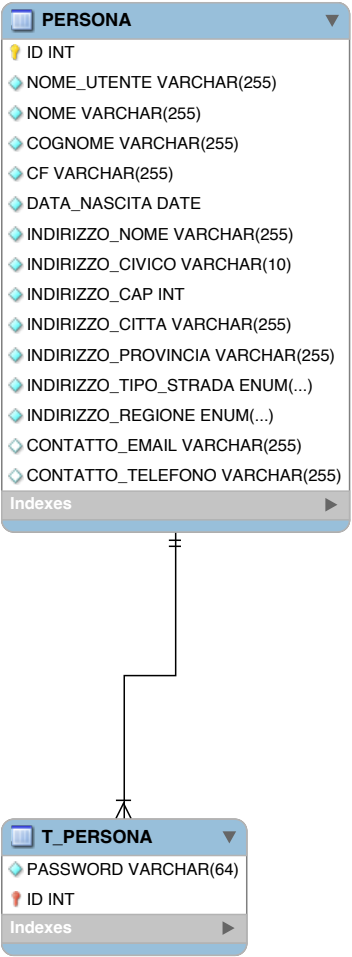 PERSONA
ID INT
NOME_UTENTE VARCHAR(255)
NOME VARCHAR(255)
COGNOME VARCHAR(255)
CF VARCHAR(255)
DATA_NASCITA DATE
INDIRIZZO_NOME VARCHAR(255)
INDIRIZZO_CIVICO VARCHAR(10)
INDIRIZZO_CAP INT
INDIRIZZO_CITTA VARCHAR(255)
INDIRIZZO_PROVINCIA VARCHAR(255)
INDIRIZZO_TIPO_STRADA ENUM(...)
INDIRIZZO_REGIONE ENUM(...)
CONTATTO_EMAIL VARCHAR(255)
CONTATTO_TELEFONO VARCHAR(255)
Indexes
T_PERSONA
PASSWORD VARCHAR(64)
ID INT
Indexes